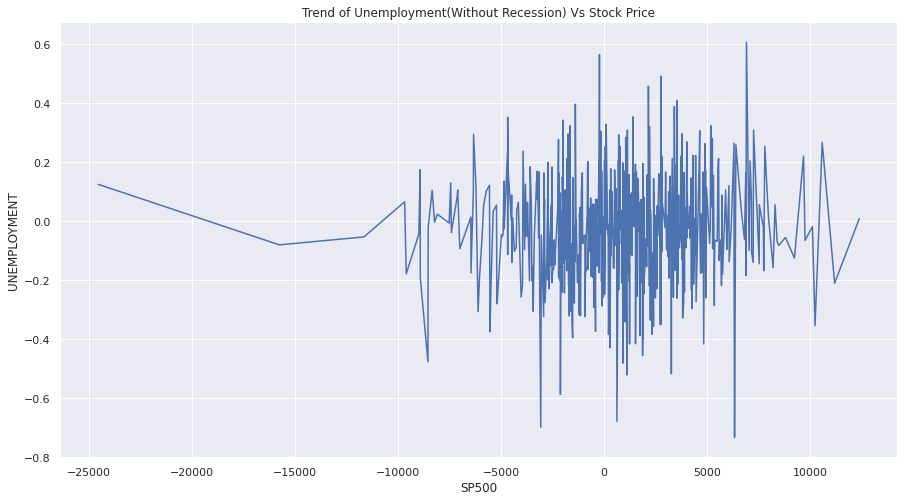 Trend of Unemployment(Without Recession) Vs Stock Price
0.6
0.4
0.2
0.0
−0.2
−0.4
−0.6
−0.8
UNEMPLOYMENT
−25000 −20000 −15000 −10000 −5000 0 5000 10000
SP500